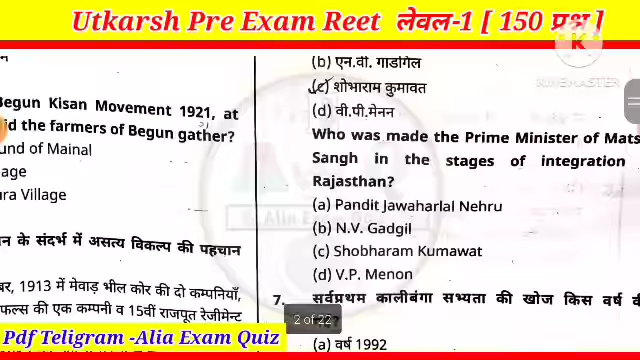 Utkarsh Pre Exam Reet लेवल-1 [ 150 प्रश्न ]
Begun Kisan Movement 1921, at
id the farmers of Begun gather?
und of Mainal
age
ra Village
न के संदर्भ में असत्य विकल्प की पहचान
बर, 1913 में मेवाड़ भील कोर की दो कम्पनियाँ,
फल्स की एक कम्पनी व 15वीं राजपूत रेजीमेंट
(b) एन.वी. गाडगिल
(c) शोभाराम कुमावत
(d) वी.पी.मेनन
Who was made the Prime Minister of Mats
Sangh in the stages of integration
Rajasthan?
(a) Pandit Jawaharlal Nehru
(b) N.V. Gadgil
(c) Shobharam Kumawat
(d) V.P. Menon
7. सर्वप्रथम कालीबंगा सभ्यता की खोज किस वर्ष
(a) वर्ष 1992
2 of 22
Pdf Teligram -Alia Exam Quiz
K
KINEMASTER
Alia Exam